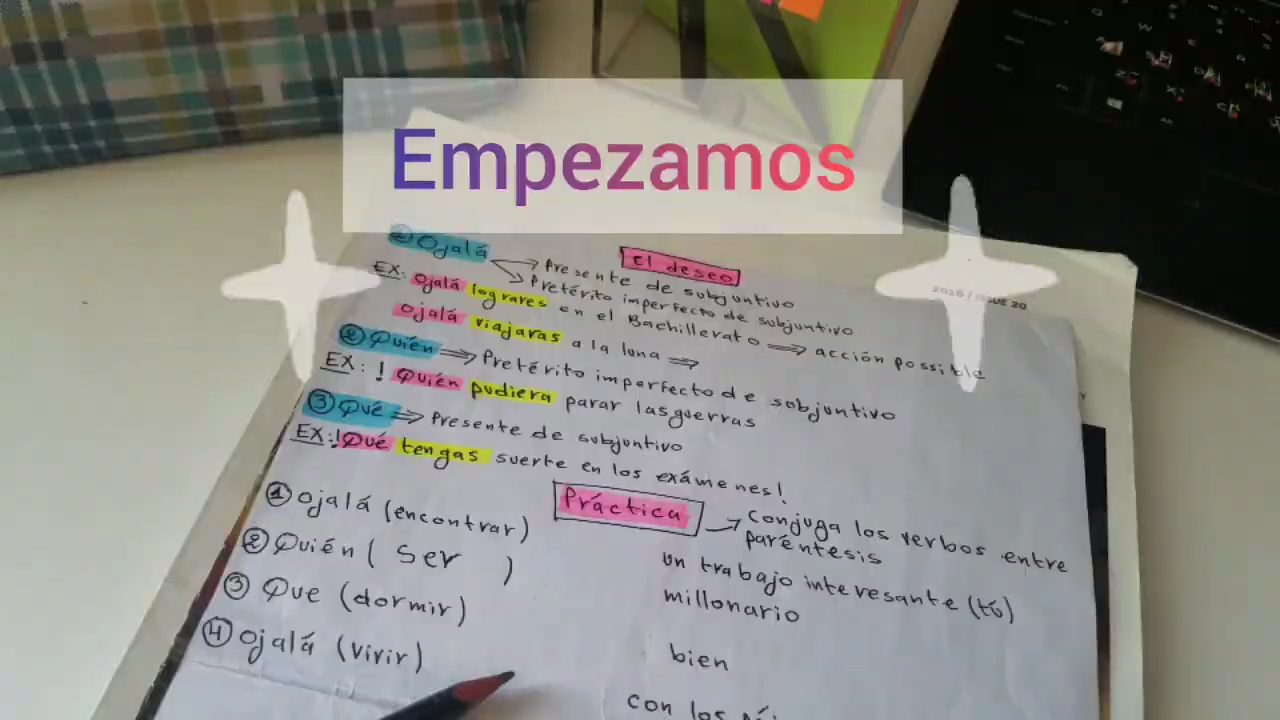 Empezamos
① Ojalá
El deseo
Presente de subjuntivo
Pretérito imperfecto de subjuntivo
2026 / ISSUE 20
EX: Ojalá lograres en el Bachillerato ⇒ acción possible
Ojalá viajaras a la luna ⇒
② Quién ⇒ Pretérito imperfecto de subjuntivo
EX: ! Quién pudiera parar las guerras
③ Qué ⇒ Presente de subjuntivo
EX: ! Qué tengas suerte en los exámenes!
Práctica → Conjuga los verbos entre
paréntesis
① Ojalá (encontrar) un trabajo interesante (tú)
② Quién ( ser ) millonario
③ Que (dormir) bien
④ Ojalá (vivir) con los